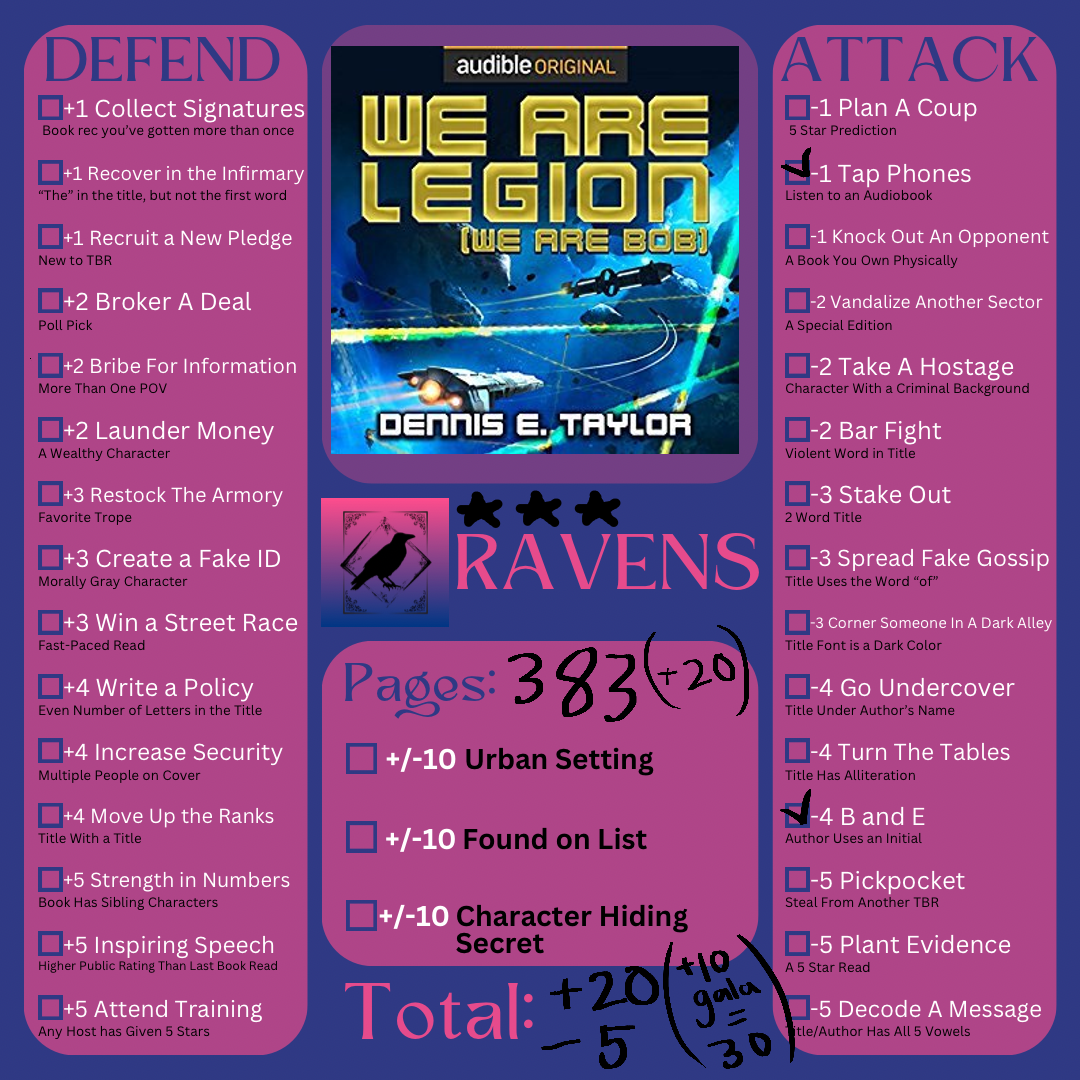 DEFEND
+1 Collect Signatures
Book rec you've gotten more than once
+1 Recover in the Infirmary
"The" in the title, but not the first word
+1 Recruit a New Pledge
New to TBR
+2 Broker A Deal
Poll Pick
+2 Bribe For Information
More Than One POV
+2 Launder Money
A Wealthy Character
+3 Restock The Armory
Favorite Trope
+3 Create a Fake ID
Morally Gray Character
+3 Win a Street Race
Fast-Paced Read
+4 Write a Policy
Even Number of Letters in the Title
+4 Increase Security
Multiple People on Cover
+4 Move Up the Ranks
Title With a Title
+5 Strength in Numbers
Book Has Sibling Characters
+5 Inspiring Speech
Higher Public Rating Than Last Book Read
+5 Attend Training
Any Host has Given 5 Stars
audible ORIGINAL
WE ARE
LEGION
(WE ARE BOB)
DENNIS E. TAYLOR
RAVENS
Pages: 383 (+20)
+/-10 Urban Setting
+/-10 Found on List
+/-10 Character Hiding
Secret
Total: +20 (+10
gala
- 5 =
30)
ATTACK
-1 Plan A Coup
5 Star Prediction
-1 Tap Phones
Listen to an Audiobook
-1 Knock Out An Opponent
A Book You Own Physically
-2 Vandalize Another Sector
A Special Edition
-2 Take A Hostage
Character With a Criminal Background
-2 Bar Fight
Violent Word in Title
-3 Stake Out
2 Word Title
-3 Spread Fake Gossip
Title Uses the Word "of"
-3 Corner Someone In A Dark Alley
Title Font is a Dark Color
-4 Go Undercover
Title Under Author's Name
-4 Turn The Tables
Title Has Alliteration
-4 B and E
Author Uses an Initial
-5 Pickpocket
Steal From Another TBR
-5 Plant Evidence
A 5 Star Read
-5 Decode A Message
Title/Author Has All 5 Vowels